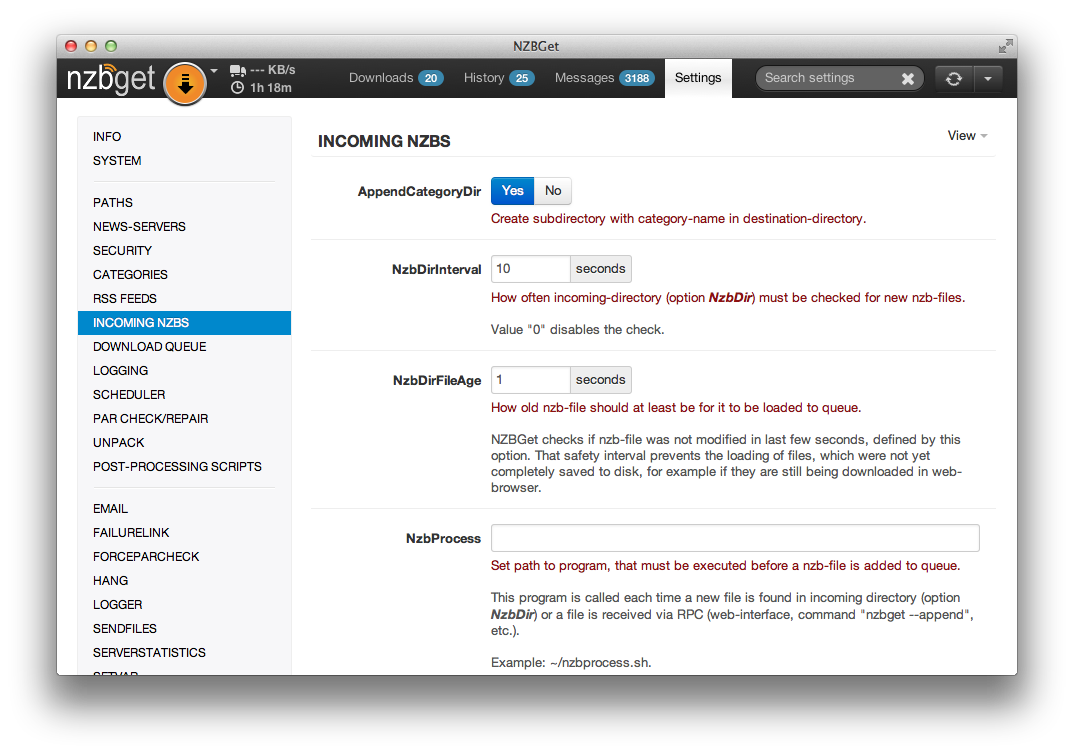 NZBGet
nzbget
--- KB/s
1h 18m
Downloads 20
History 25
Messages 3188
Settings
Search settings
INFO
SYSTEM
PATHS
NEWS-SERVERS
SECURITY
CATEGORIES
RSS FEEDS
INCOMING NZBS
DOWNLOAD QUEUE
LOGGING
SCHEDULER
PAR CHECK/REPAIR
UNPACK
POST-PROCESSING SCRIPTS
EMAIL
FAILURELINK
FORCEPARCHECK
HANG
LOGGER
SENDFILES
SERVERSTATISTICS
SETVAR
INCOMING NZBS
View
AppendCategoryDir
Yes No
Create subdirectory with category-name in destination-directory.
NzbDirInterval
10 seconds
How often incoming-directory (option NzbDir) must be checked for new nzb-files.
Value "0" disables the check.
NzbDirFileAge
1 seconds
How old nzb-file should at least be for it to be loaded to queue.
NZBGet checks if nzb-file was not modified in last few seconds, defined by this
option. That safety interval prevents the loading of files, which were not yet
completely saved to disk, for example if they are still being downloaded in web-
browser.
NzbProcess
Set path to program, that must be executed before a nzb-file is added to queue.
This program is called each time a new file is found in incoming directory (option
NzbDir) or a file is received via RPC (web-interface, command "nzbget --append",
etc.).
Example: ~/nzbprocess.sh.